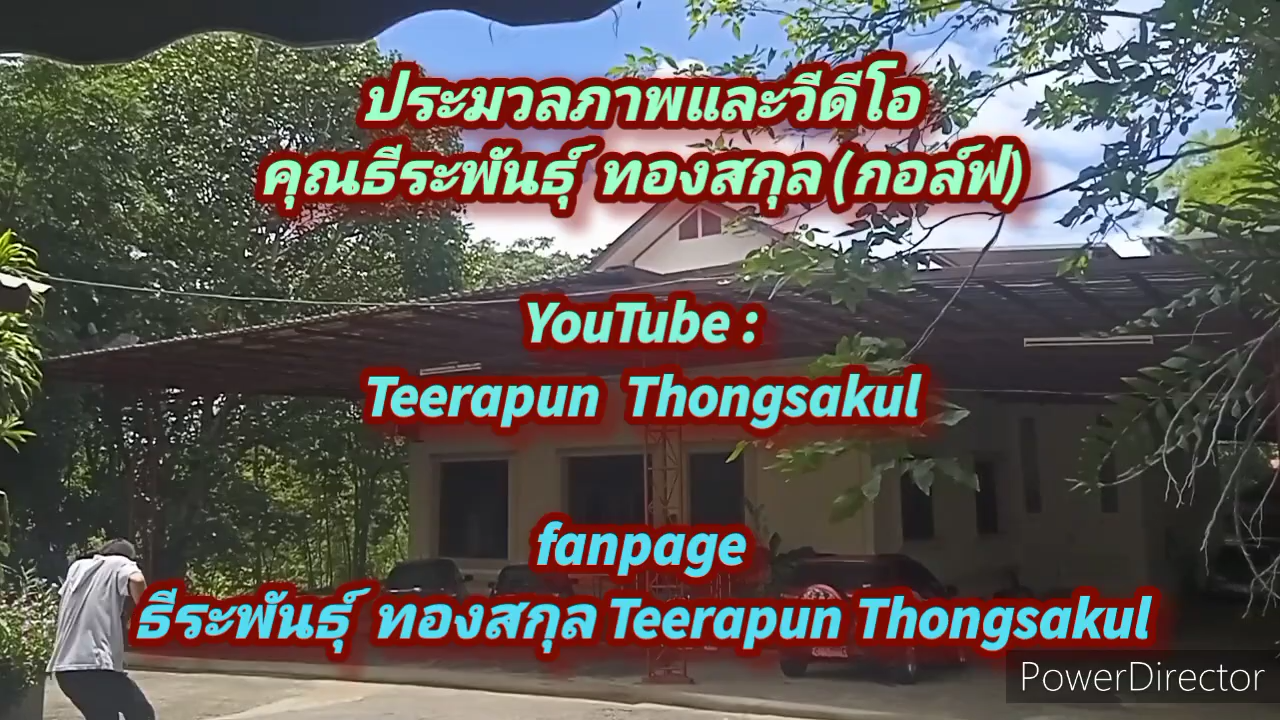 ประมวลภาพและวีดีโอ
คุณธีระพันธุ์ ทองสกุล (กอล์ฟ)
YouTube :
Teerapun Thongsakul
fanpage
ธีระพันธุ์ ทองสกุล Teerapun Thongsakul
PowerDirector